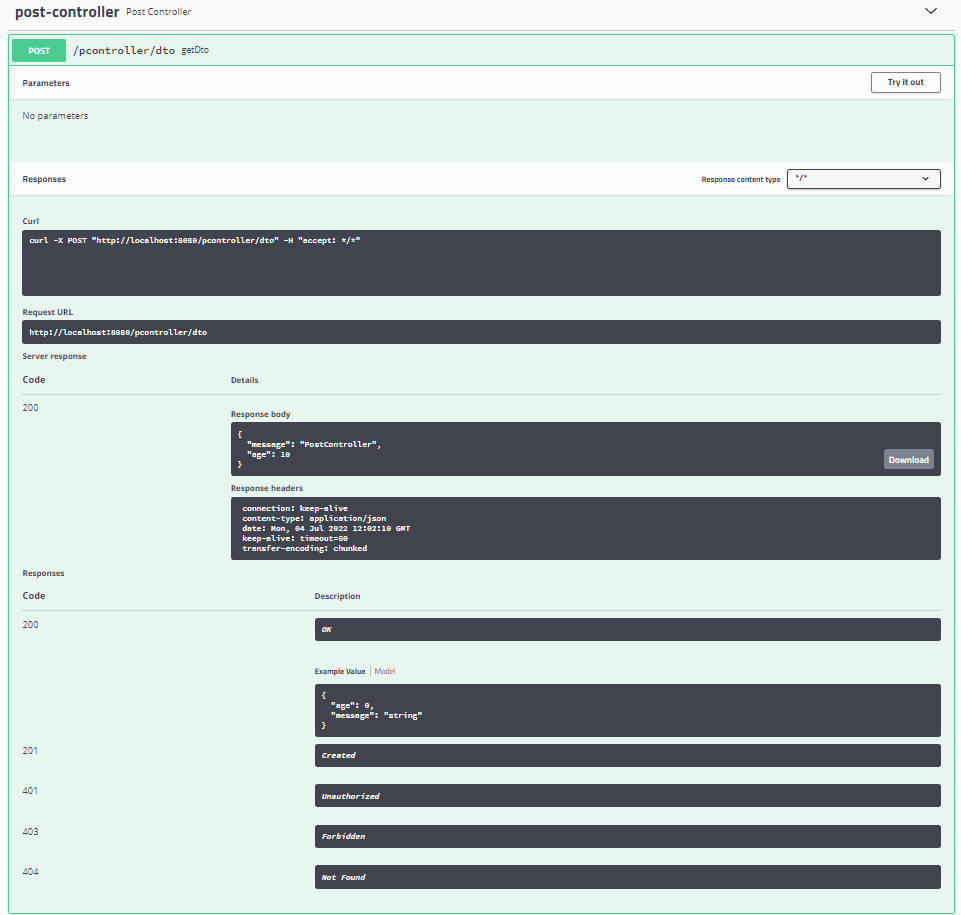 post-controller Post Controller
POST /pcontroller/dto getDto
Parameters
Try it out
No parameters
Responses
Response content type
*/*
Curl
curl -X POST "http://localhost:8080/pcontroller/dto" -H "accept: */*"
Request URL
http://localhost:8080/pcontroller/dto
Server response
Code Details
200
Response body
{
  "message": "PostController",
  "age": 10
}
Download
Response headers
connection: keep-alive
content-type: application/json
date: Mon, 04 Jul 2022 12:02:10 GMT
keep-alive: timeout=60
transfer-encoding: chunked
Responses
Code Description
200
OK
Example Value Model
{
  "age": 0,
  "message": "string"
}
201
Created
401
Unauthorized
403
Forbidden
404
Not Found